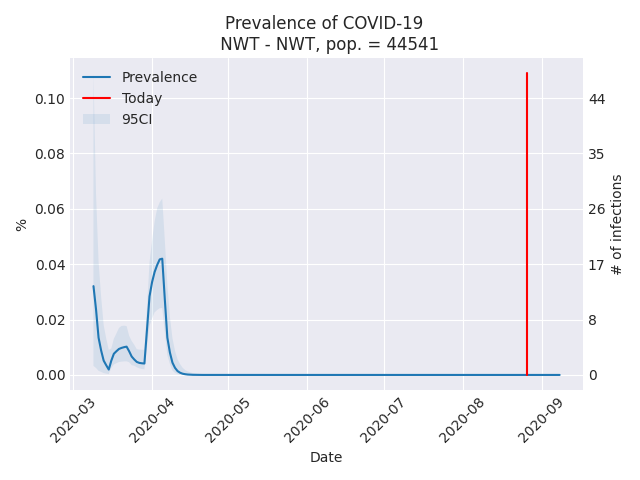 Prevalence of COVID-19
NWT - NWT, pop. = 44541
Prevalence
Today
95CI
0.10
0.08
0.06
0.04
0.02
0.00
%
44
35
26
17
8
0
# of infections
2020-03
2020-04
2020-05
2020-06
2020-07
2020-08
2020-09
Date